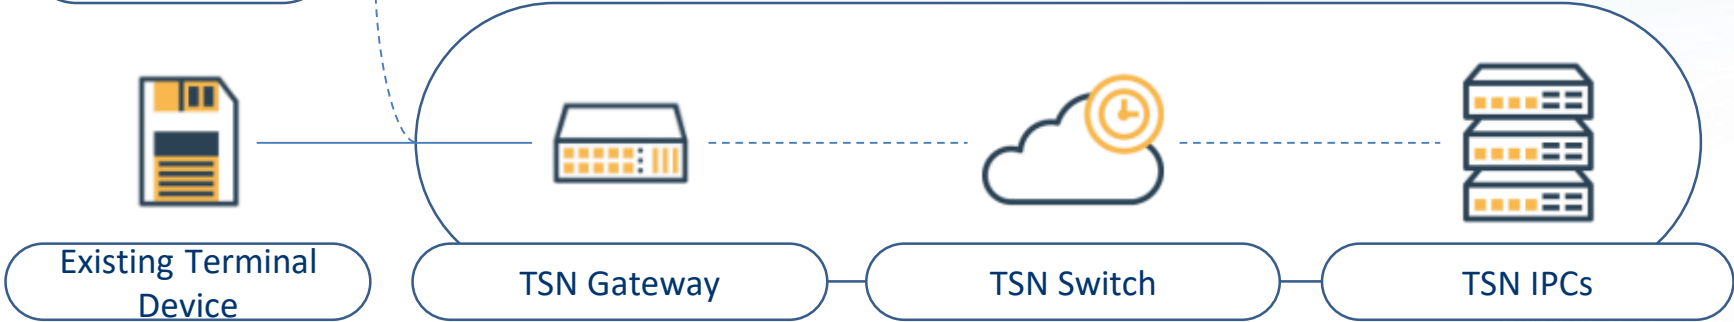 Existing Terminal
Device
TSN Gateway
TSN Switch
TSN IPCs